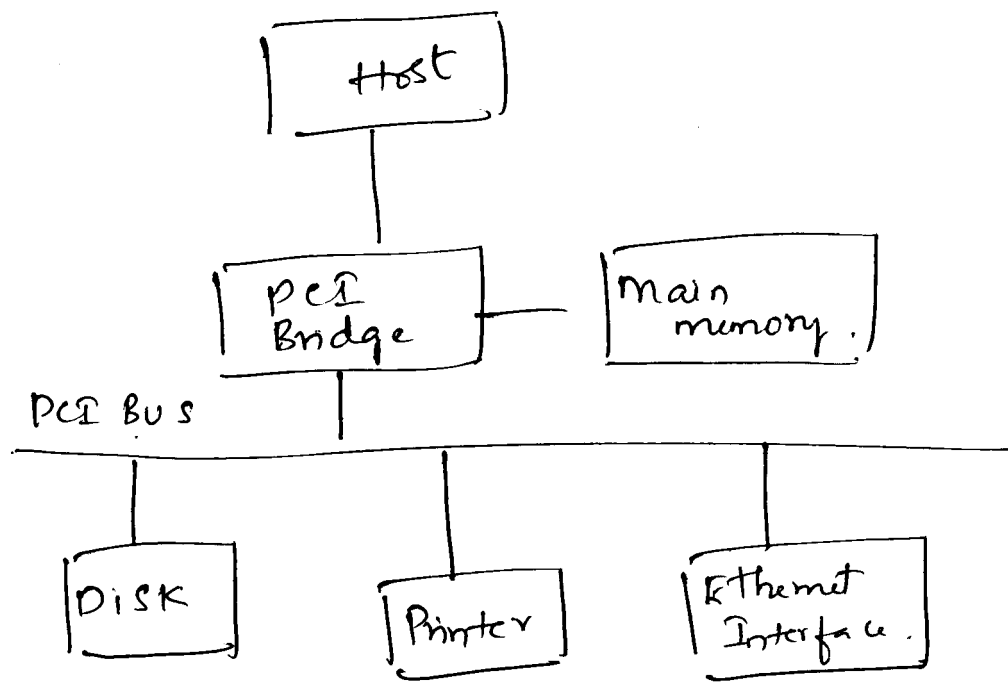 Host
PCI
Bridge
Main
memory.
PCI BUS
DISK
Printer
Ethernet
Interface.